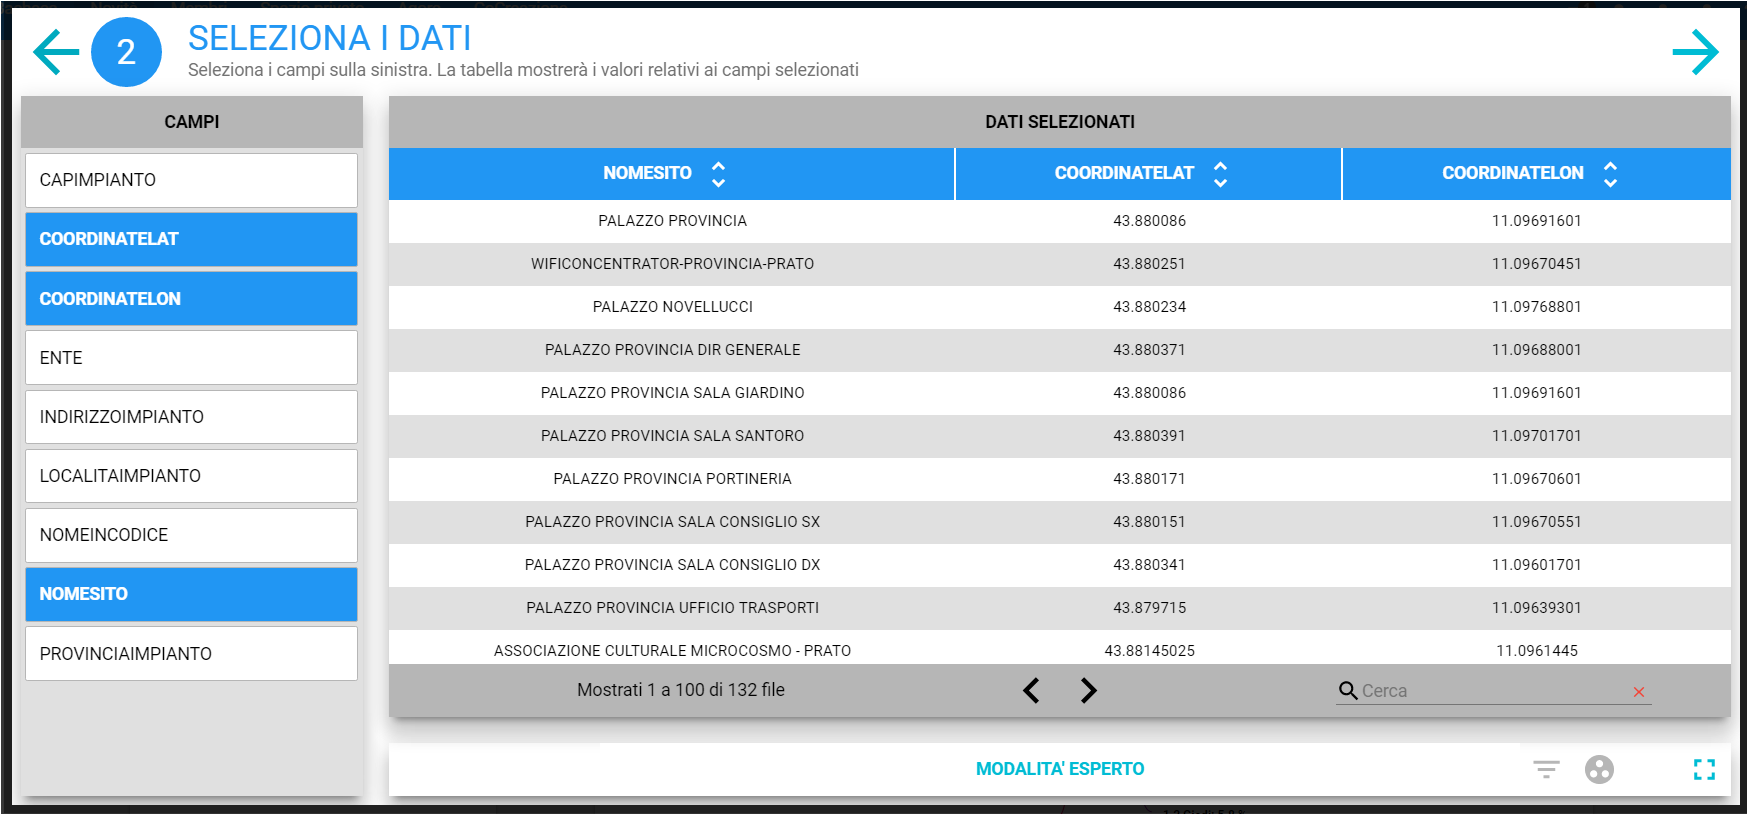 2
SELEZIONA I DATI
Seleziona i campi sulla sinistra. La tabella mostrerà i valori relativi ai campi selezionati
CAMPI
CAPIMPIANTO
COORDINATELAT
COORDINATELON
ENTE
INDIRIZZOIMPIANTO
LOCALITAIMPIANTO
NOMEINCODICE
NOMESITO
PROVINCIAIMPIANTO
DATI SELEZIONATI
NOMESITO COORDINATELAT COORDINATELON
PALAZZO PROVINCIA 43.880086 11.09691601
WIFICONCENTRATOR-PROVINCIA-PRATO 43.880251 11.09670451
PALAZZO NOVELLUCCI 43.880234 11.09768801
PALAZZO PROVINCIA DIR GENERALE 43.880371 11.09688001
PALAZZO PROVINCIA SALA GIARDINO 43.880086 11.09691601
PALAZZO PROVINCIA SALA SANTORO 43.880391 11.09701701
PALAZZO PROVINCIA PORTINERIA 43.880171 11.09670601
PALAZZO PROVINCIA SALA CONSIGLIO SX 43.880151 11.09670551
PALAZZO PROVINCIA SALA CONSIGLIO DX 43.880341 11.09601701
PALAZZO PROVINCIA UFFICIO TRASPORTI 43.879715 11.09639301
ASSOCIAZIONE CULTURALE MICROCOSMO - PRATO 43.88145025 11.0961445
Mostrati 1 a 100 di 132 file
Cerca
MODALITA' ESPERTO